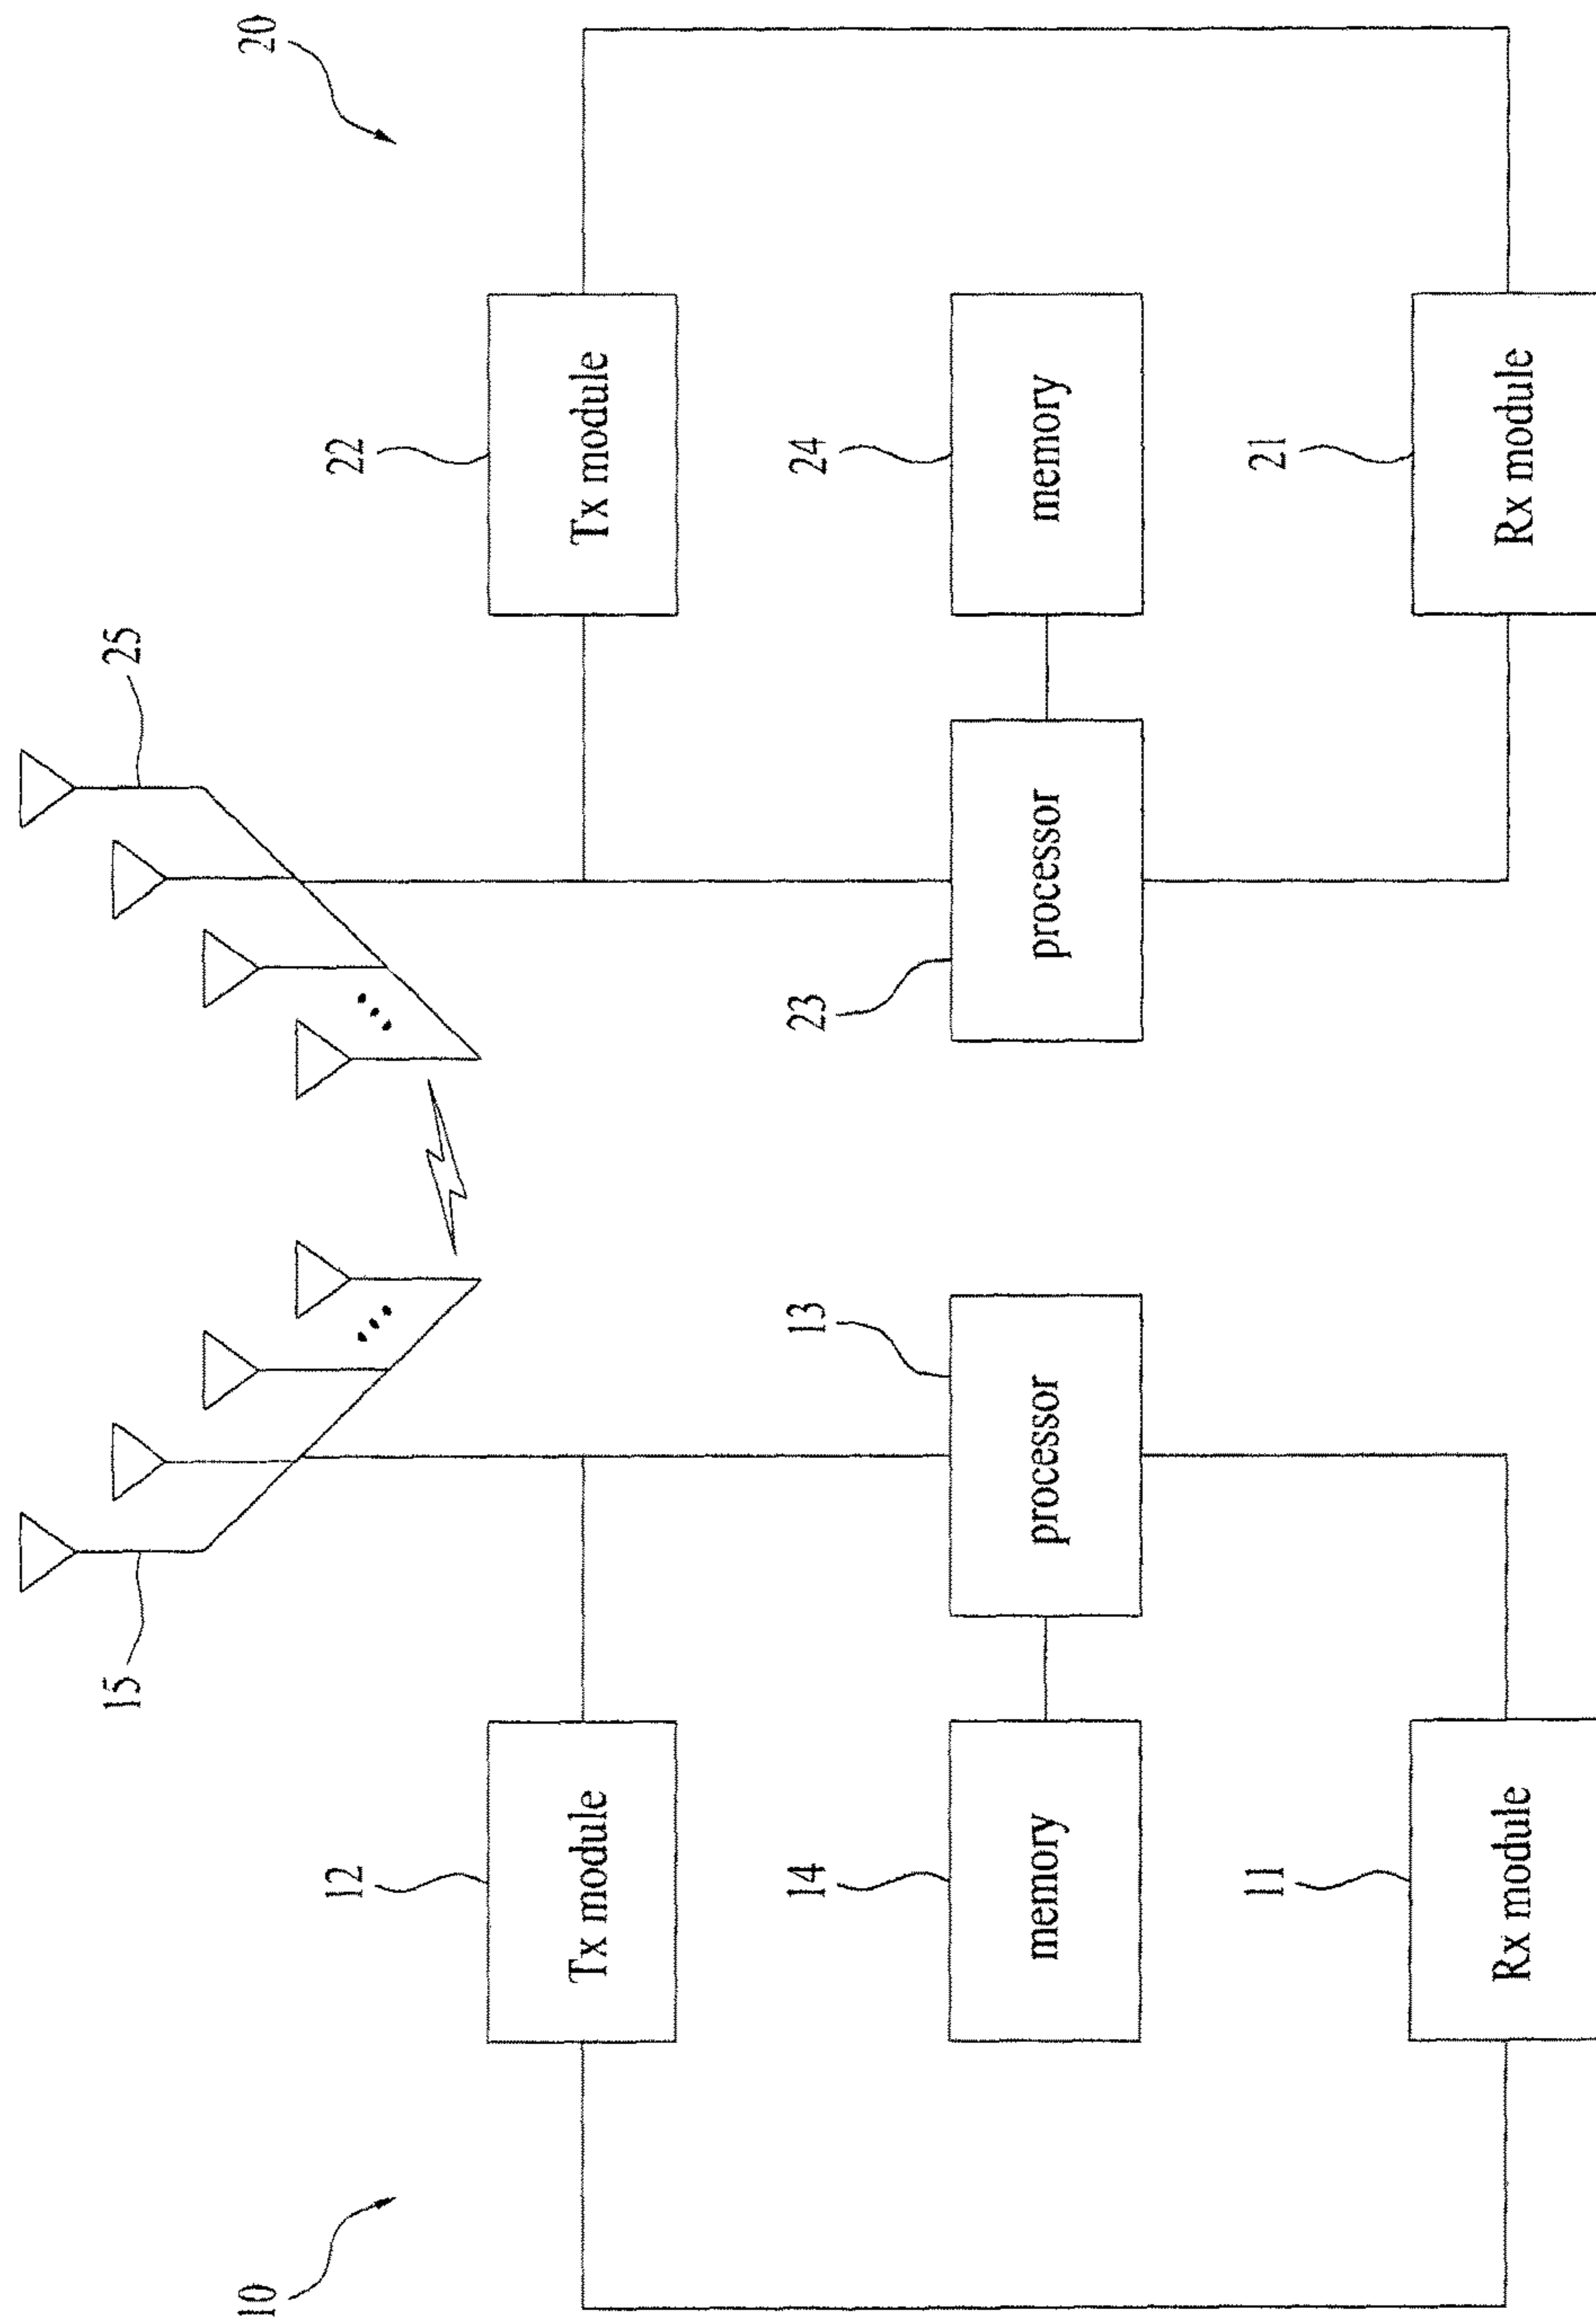 10
20
15
25
12
Tx module
22
Tx module
13
processor
23
processor
14
memory
24
memory
11
Rx module
21
Rx module